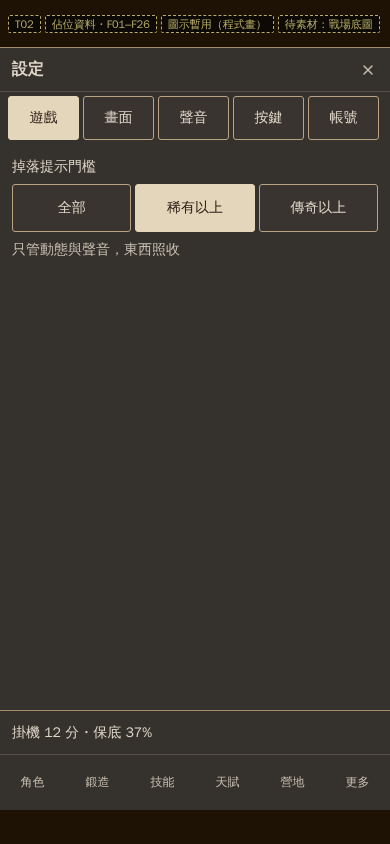 T02 佔位資料・F01–F26 圖示暫用（程式畫） 待素材：戰場底圖
設定 ×
遊戲 畫面 聲音 按鍵 帳號
掉落提示門檻
全部 稀有以上 傳奇以上
只管動態與聲音，東西照收
掛機 12 分・保底 37%
角色 鍛造 技能 天賦 營地 更多